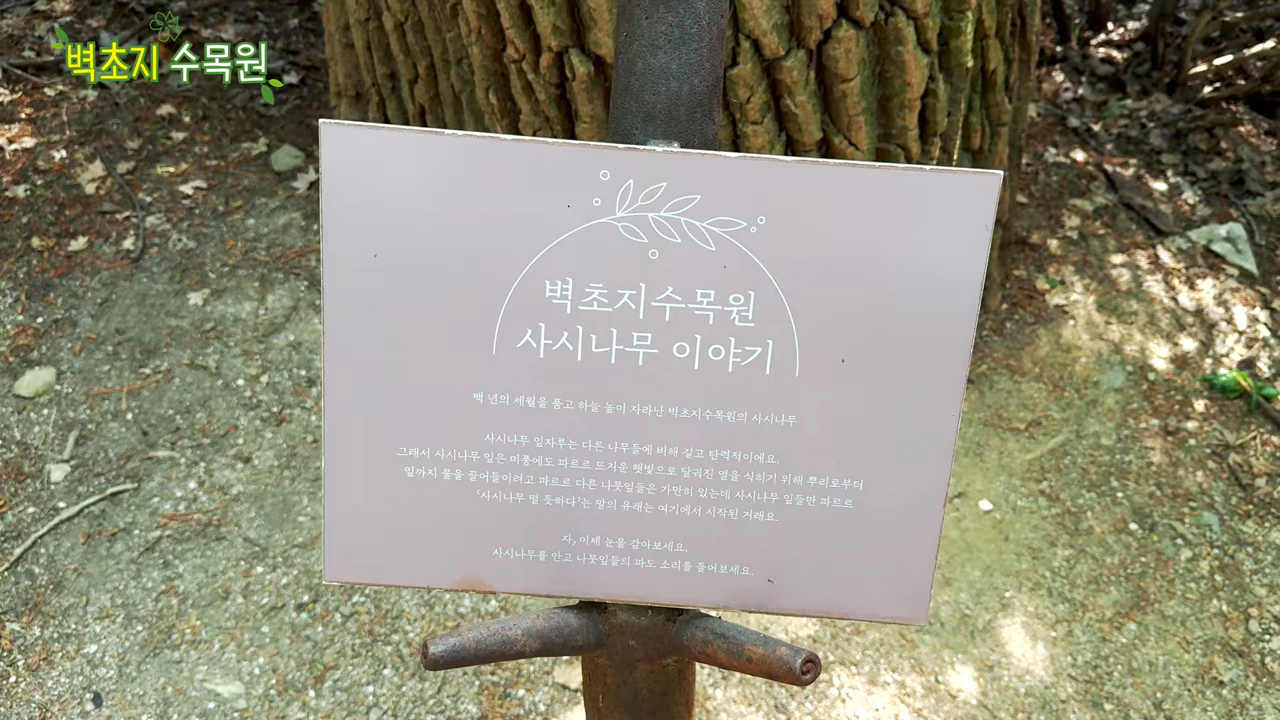 벽초지 수목원
벽초지수목원
사시나무 이야기
백 년의 세월을 품고 하늘 높이 자라난 벽초지수목원의 사시나무
사시나무 잎자루는 다른 나무들에 비해 길고 탄력적이에요.
그래서 사시나무 잎은 미풍에도 파르르 뜨거운 햇빛으로 달궈진 열을 식히기 위해 뿌리로부터
잎까지 물을 끌어들이려고 파르르 다른 나뭇잎들은 가만히 있는데 사시나무 잎들만 파르르
'사시나무 떨 듯하다'는 말의 유래는 여기에서 시작된 거래요.
자, 이제 눈을 감아보세요.
사시나무를 안고 나뭇잎들의 파도 소리를 들어보세요.